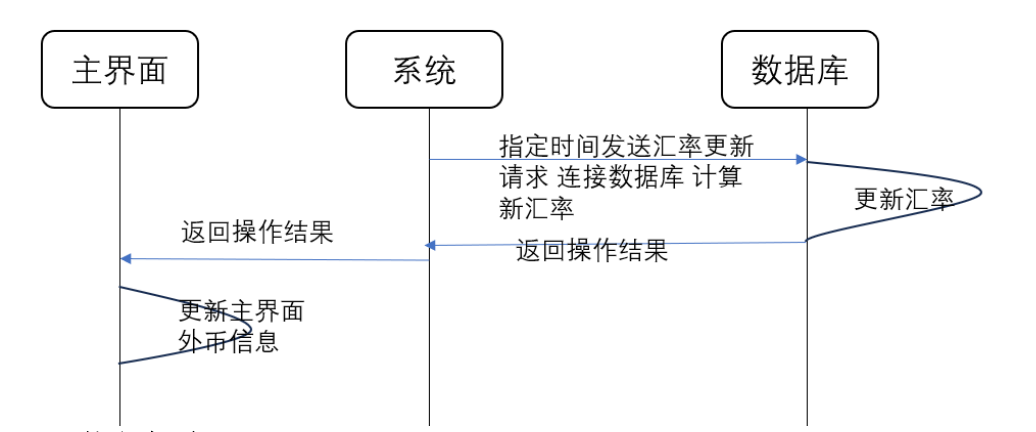 主界面
系统
数据库
指定时间发送汇率更新
请求 连接数据库 计算
新汇率
更新汇率
返回操作结果
返回操作结果
更新主界面
外币信息